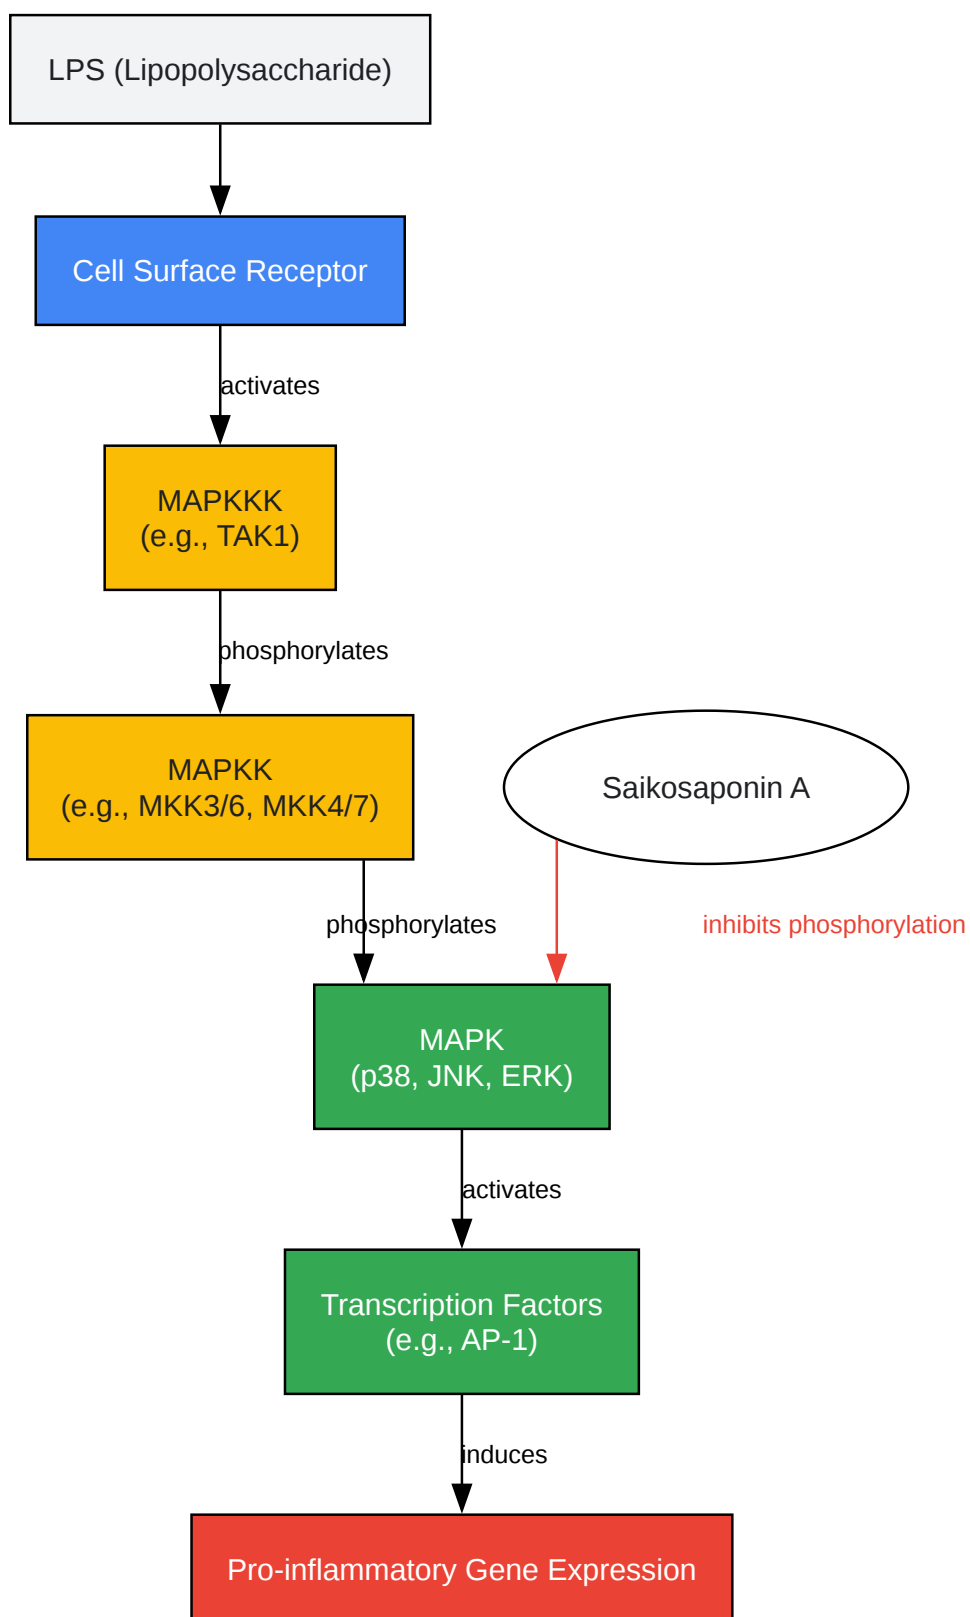 LPS (Lipopolysaccharide)
Cell Surface Receptor
activates
MAPKKK
(e.g., TAK1)
phosphorylates
MAPKK
(e.g., MKK3/6, MKK4/7)
Saikosaponin A
phosphorylates
inhibits phosphorylation
MAPK
(p38, JNK, ERK)
activates
Transcription Factors
(e.g., AP-1)
induces
Pro-inflammatory Gene Expression